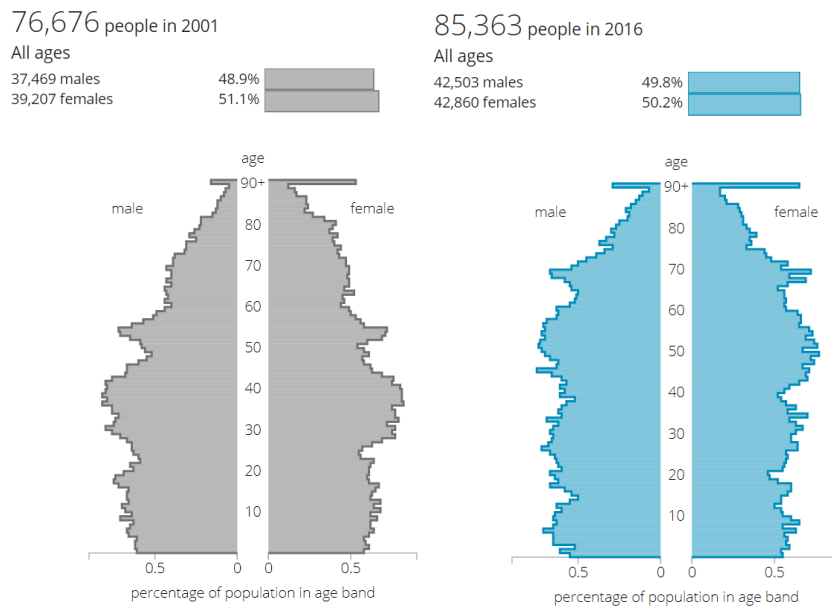 76,676 people in 2001
All ages
37,469 males 48.9%
39,207 females 51.1%
age
90+
male
female
80
70
60
50
40
30
20
10
0.5 0 0 0.5
percentage of population in age band
85,363 people in 2016
All ages
42,503 males 49.8%
42,860 females 50.2%
age
90+
male
female
80
70
60
50
40
30
20
10
0.5 0 0 0.5
percentage of population in age band